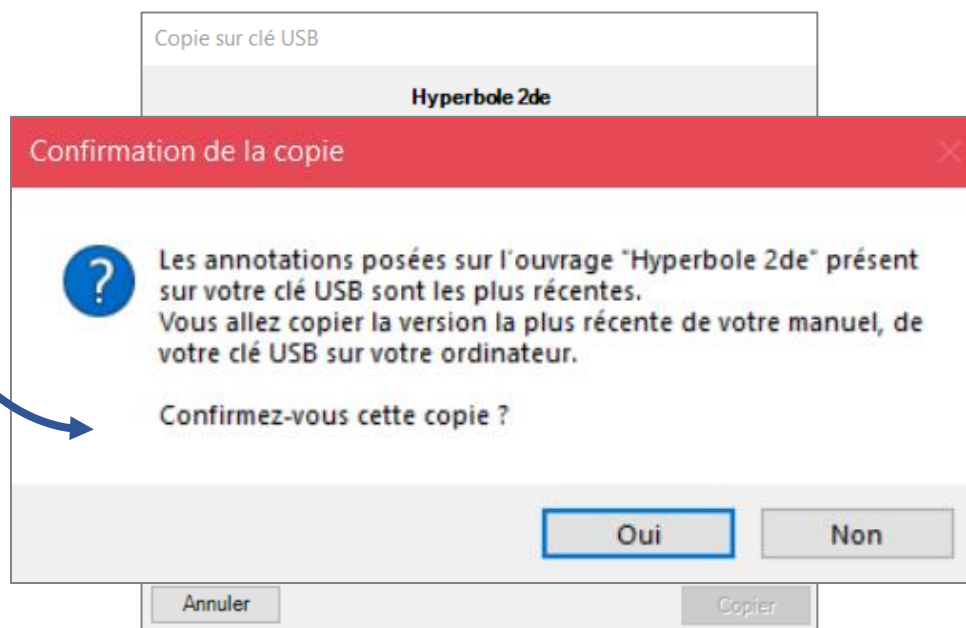 Copie sur clé USB
Hyperbole 2de
Confirmation de la copie
Les annotations posées sur l'ouvrage "Hyperbole 2de" présent
sur votre clé USB sont les plus récentes.
Vous allez copier la version la plus récente de votre manuel, de
votre clé USB sur votre ordinateur.
Confirmez-vous cette copie ?
Oui
Non
Annuler
Copier